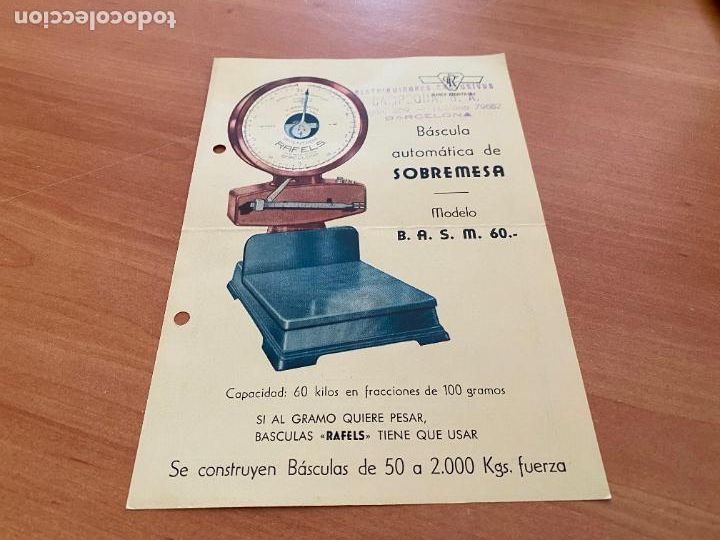 todocoleccion
DISTRIBUIDORES EXCLUSIVOS
79682
BARCELONA
RAFELS
Báscula
automática de
SOBREMESA
Modelo
B. A. S. M. 60.-
Capacidad: 60 kilos en fracciones de 100 gramos
SI AL GRAMO QUIERE PESAR,
BASCULAS «RAFELS» TIENE QUE USAR
Se construyen Básculas de 50 a 2.000 Kgs. fuerza